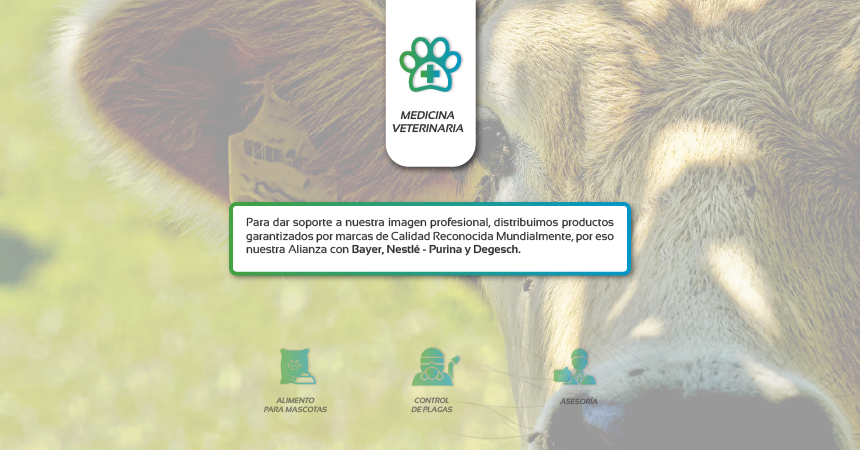 MEDICINA
VETERINARIA
Para dar soporte a nuestra imagen profesional, distribuimos productos
garantizados por marcas de Calidad Reconocida Mundialmente, por eso
nuestra Alianza con Bayer, Nestlé - Purina y Degesch.
ALIMENTO
PARA MASCOTAS
CONTROL
DE PLAGAS
ASESORÍA